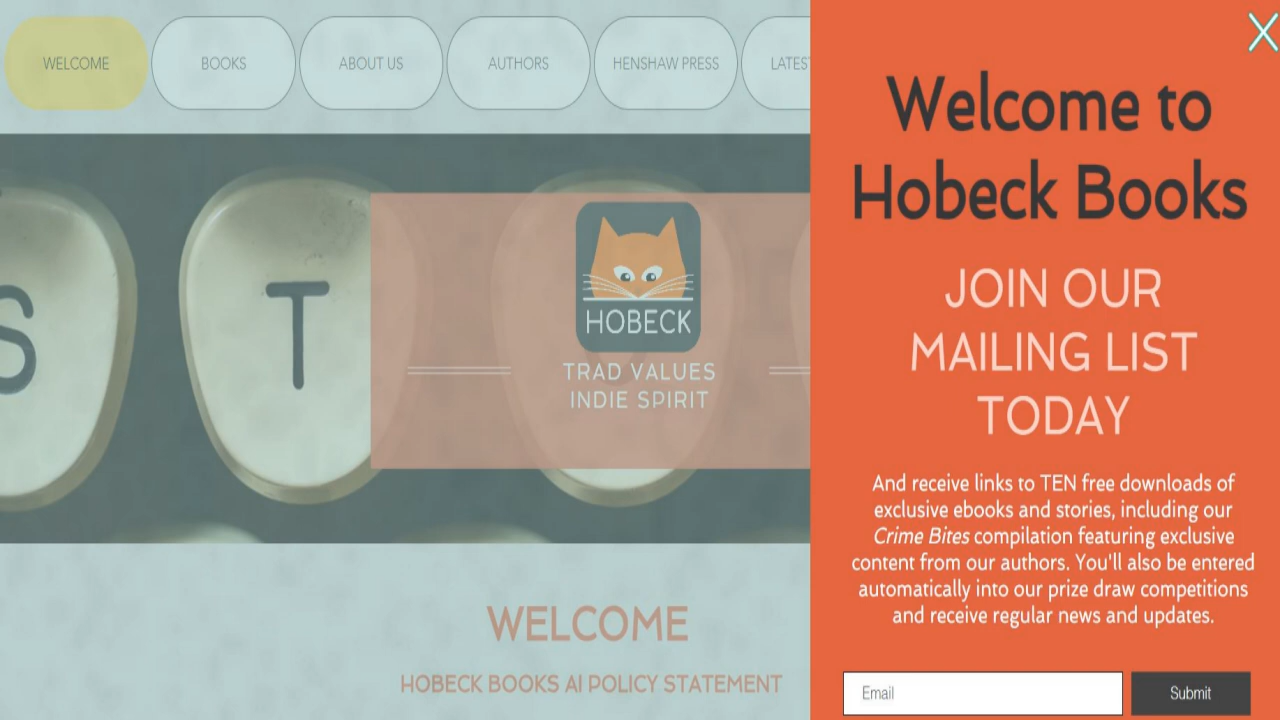 WELCOME
BOOKS
ABOUT US
AUTHORS
HENSHAW PRESS
LATEST
S
T
HOBECK
TRAD VALUES
INDIE SPIRIT
WELCOME
HOBECK BOOKS AI POLICY STATEMENT
X
Welcome to
Hobeck Books
JOIN OUR
MAILING LIST
TODAY
And receive links to TEN free downloads of
exclusive ebooks and stories, including our
Crime Bites compilation featuring exclusive
content from our authors. You'll also be entered
automatically into our prize draw competitions
and receive regular news and updates.
Email
Submit